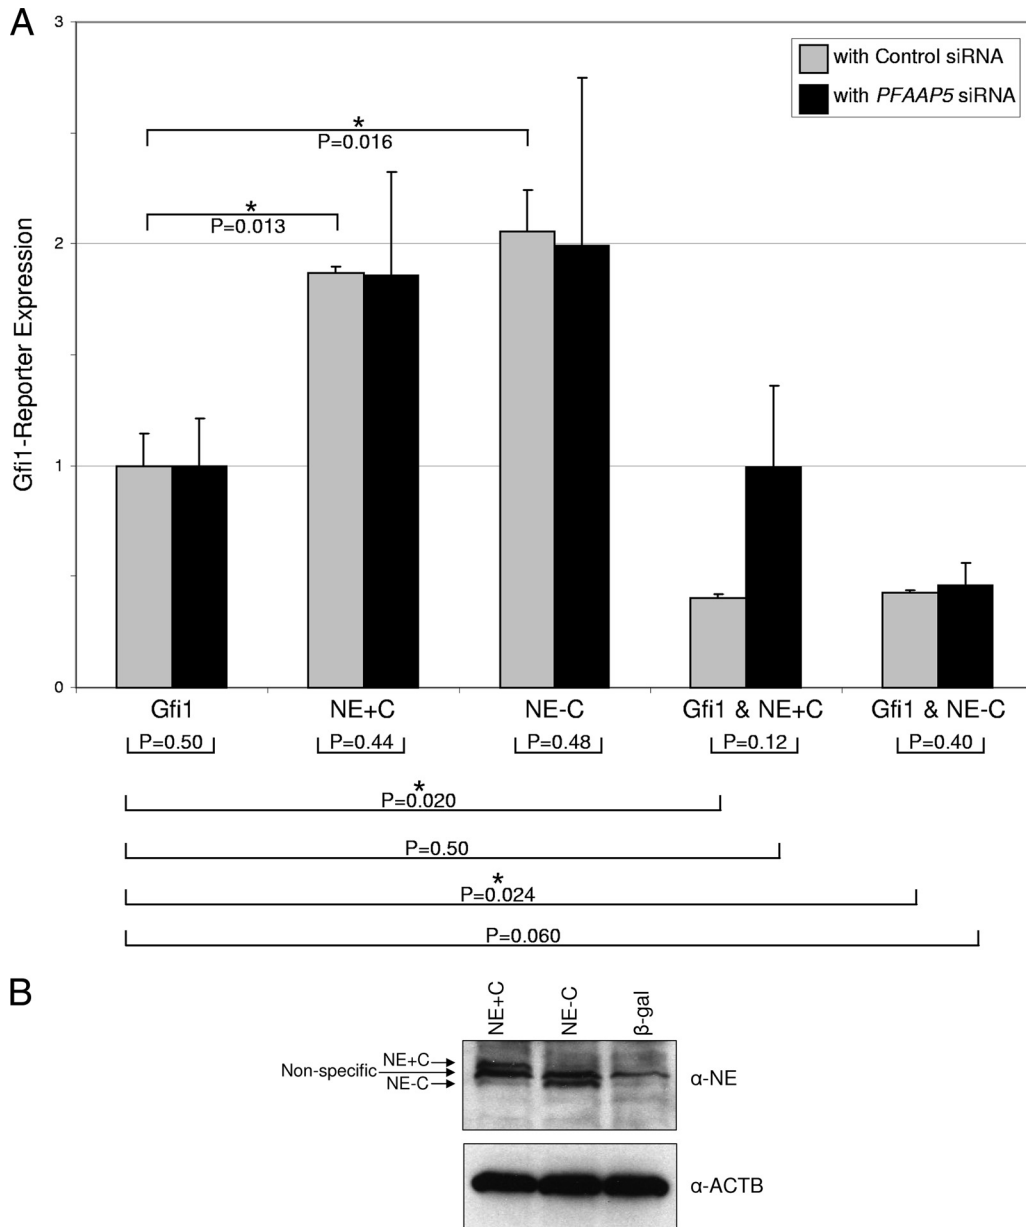 A
3
with Control siRNA
with PFAAP5 siRNA
*
P=0.016
*
P=0.013
2
Gfi1-Reporter Expression
1
0
Gfi1 NE+C NE-C Gfi1 & NE+C Gfi1 & NE-C
P=0.50 P=0.44 P=0.48 P=0.12 P=0.40
*
P=0.020
P=0.50
*
P=0.024
P=0.060
B
NE+C NE-C β-gal
NE+C
Non-specific
NE-C
α-NE
α-ACTB